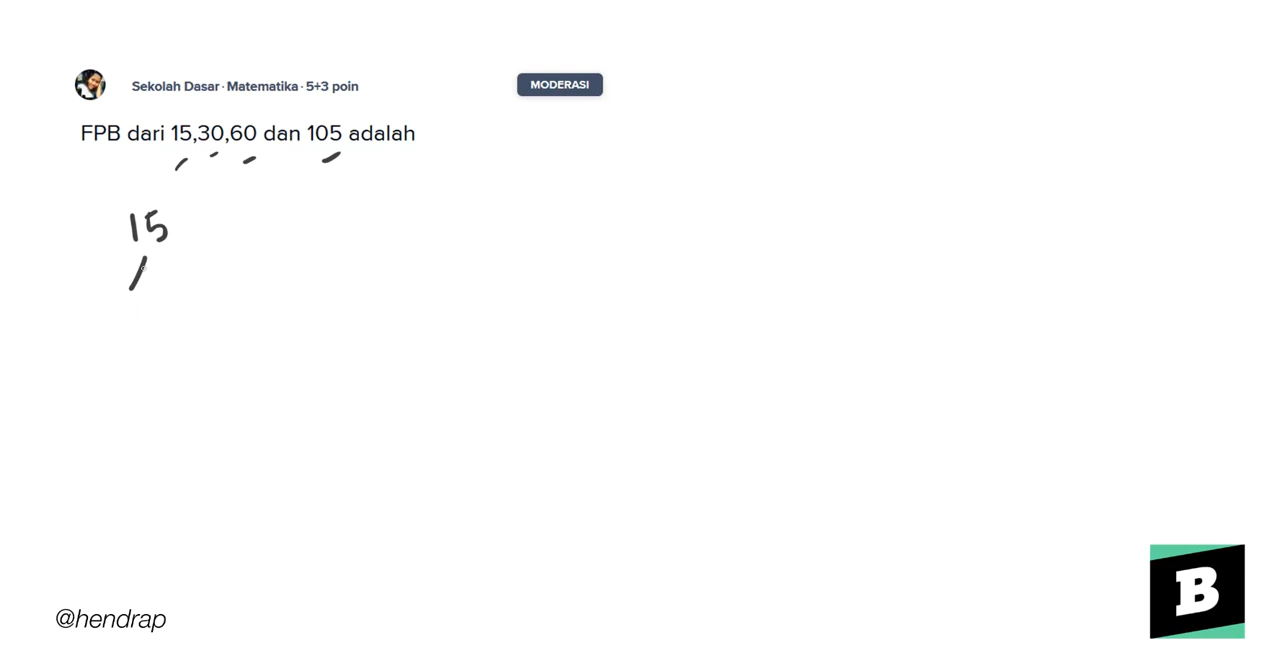 Sekolah Dasar · Matematika · 5+3 poin
MODERASI
FPB dari 15,30,60 dan 105 adalah
15
@hendrap
B